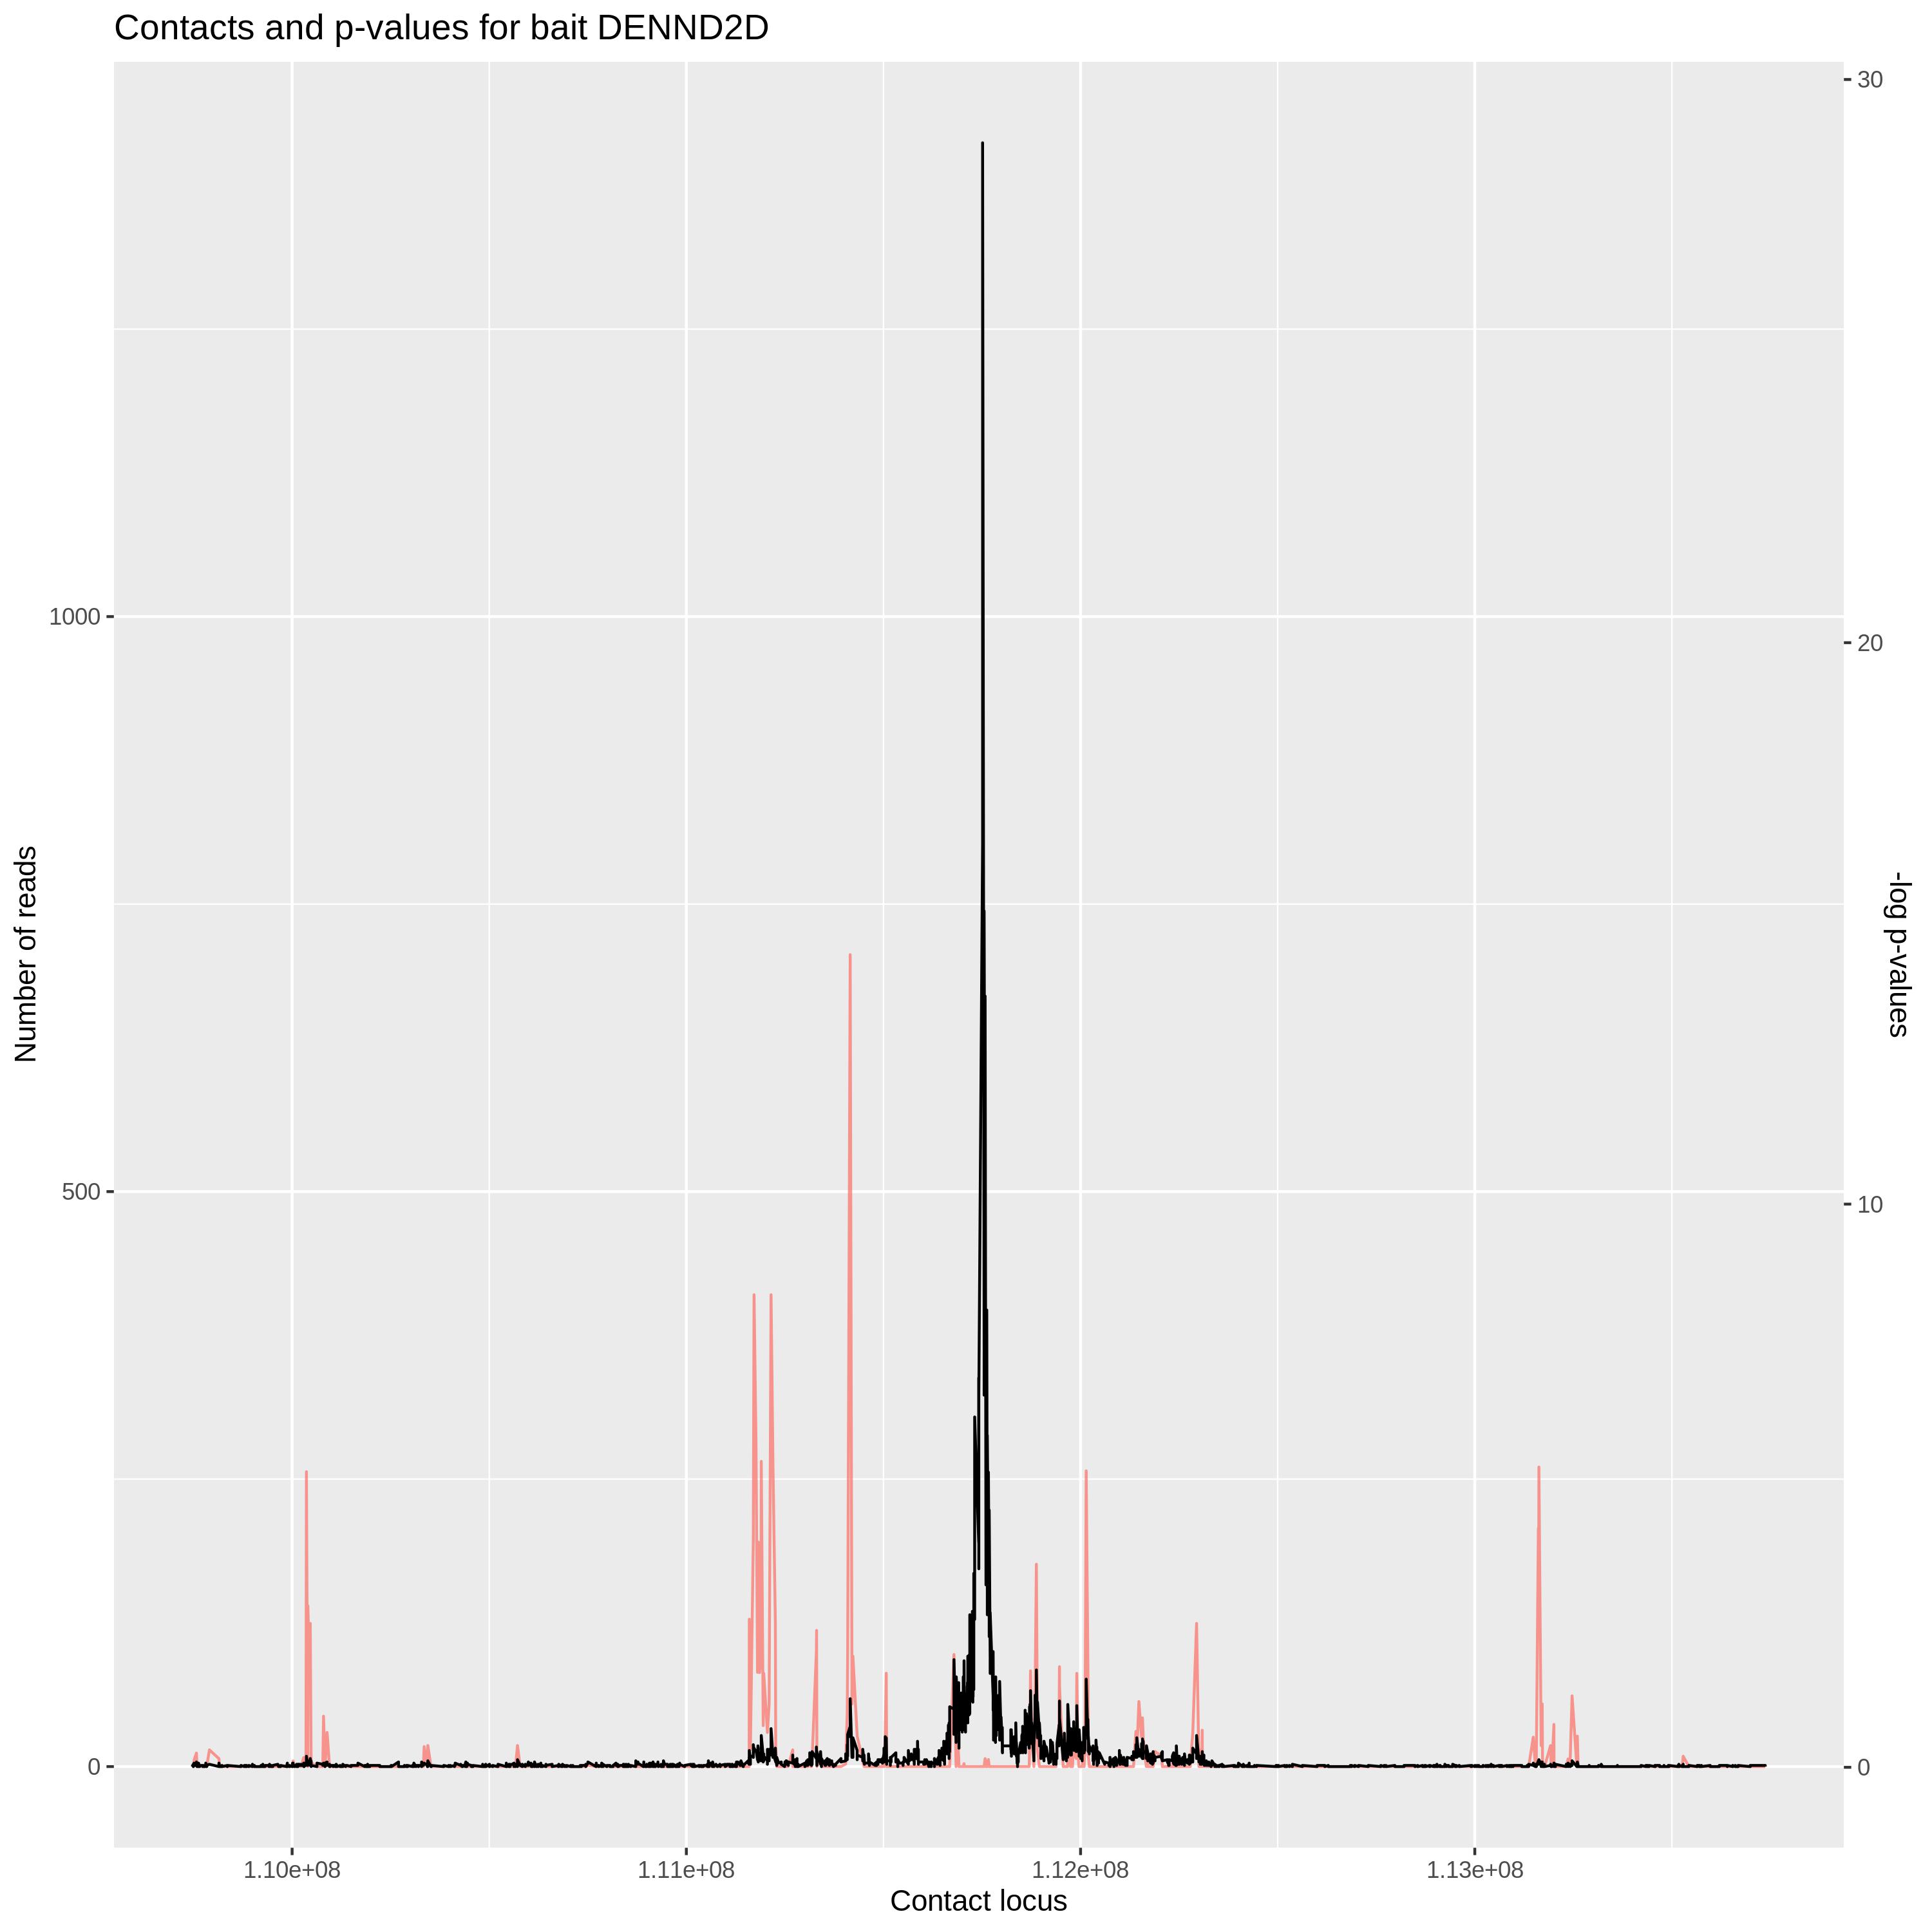 Contacts and p-values for bait DENND2D
30
1000
20
500
10
0
0
Number of reads
-log p-values
1.10e+08
1.11e+08
1.12e+08
1.13e+08
Contact locus